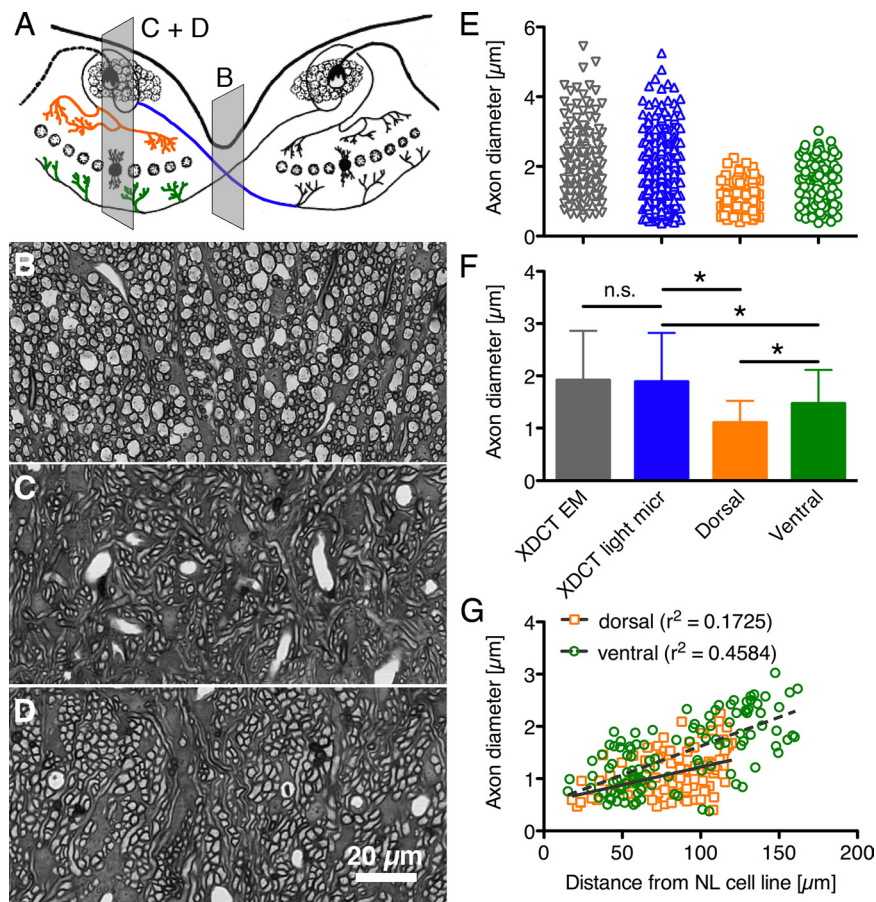 A
C + D
B
B
C
D
20 µm
E
Axon diameter [µm]
6
4
2
0
F
Axon diameter [µm]
4
3
2
1
0
n.s.
*
*
*
XDCT EM
XDCT light micr
Dorsal
Ventral
G
Axon diameter [µm]
4
3
2
1
0
dorsal (r² = 0.1725)
ventral (r² = 0.4584)
0 50 100 150 200
Distance from NL cell line [µm]